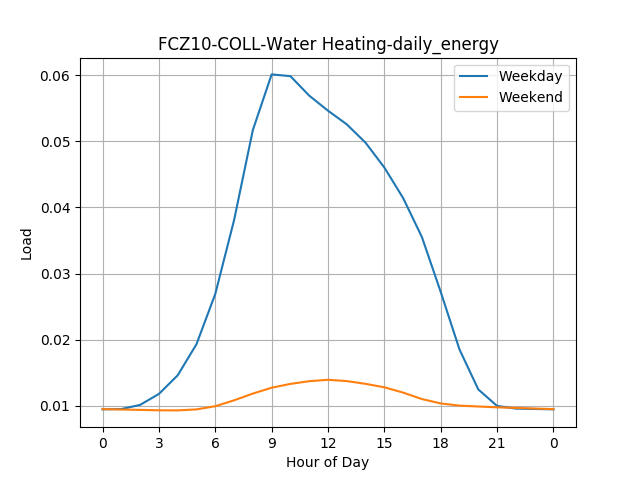 FCZ10-COLL-Water Heating-daily_energy
Weekday
Weekend
0.06
0.05
0.04
0.03
0.02
0.01
Load
0 3 6 9 12 15 18 21 0
Hour of Day